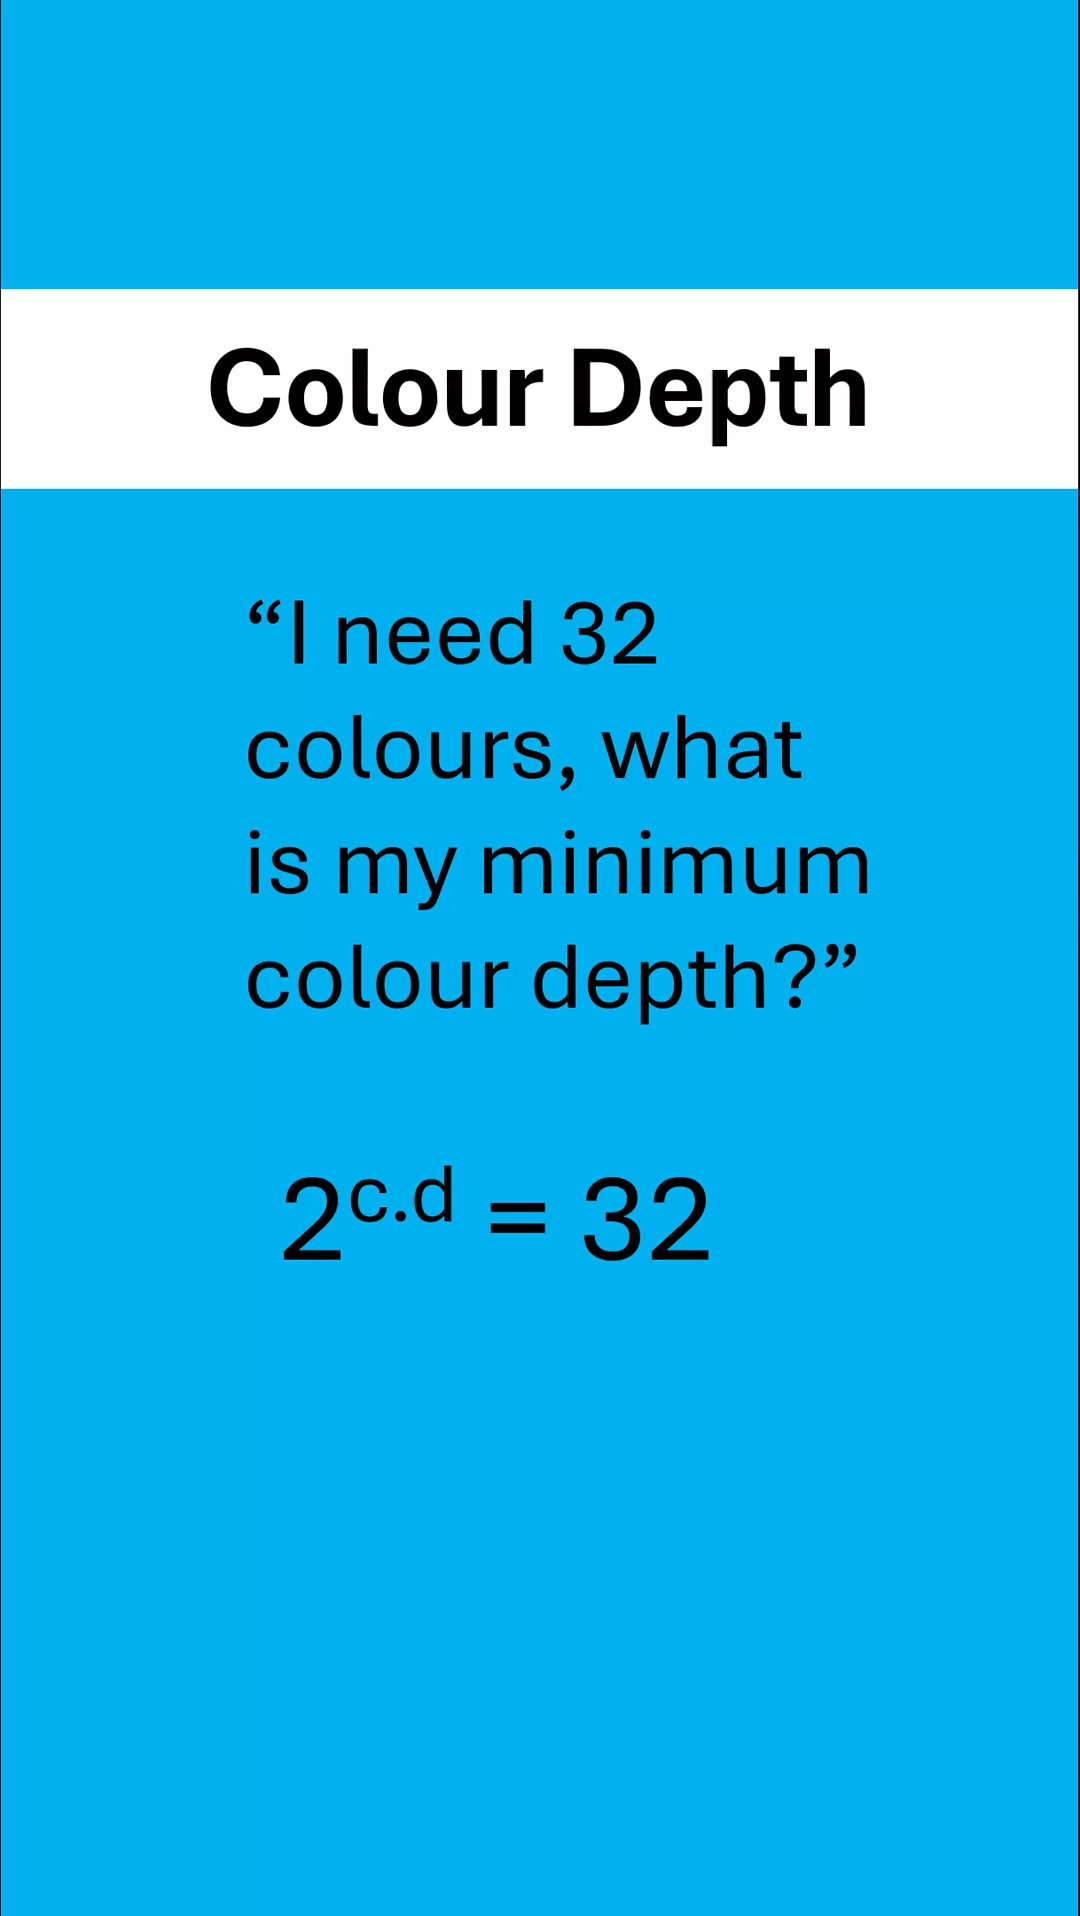 Colour Depth
“I need 32
colours, what
is my minimum
colour depth?”
2ᶜ·ᵈ = 32